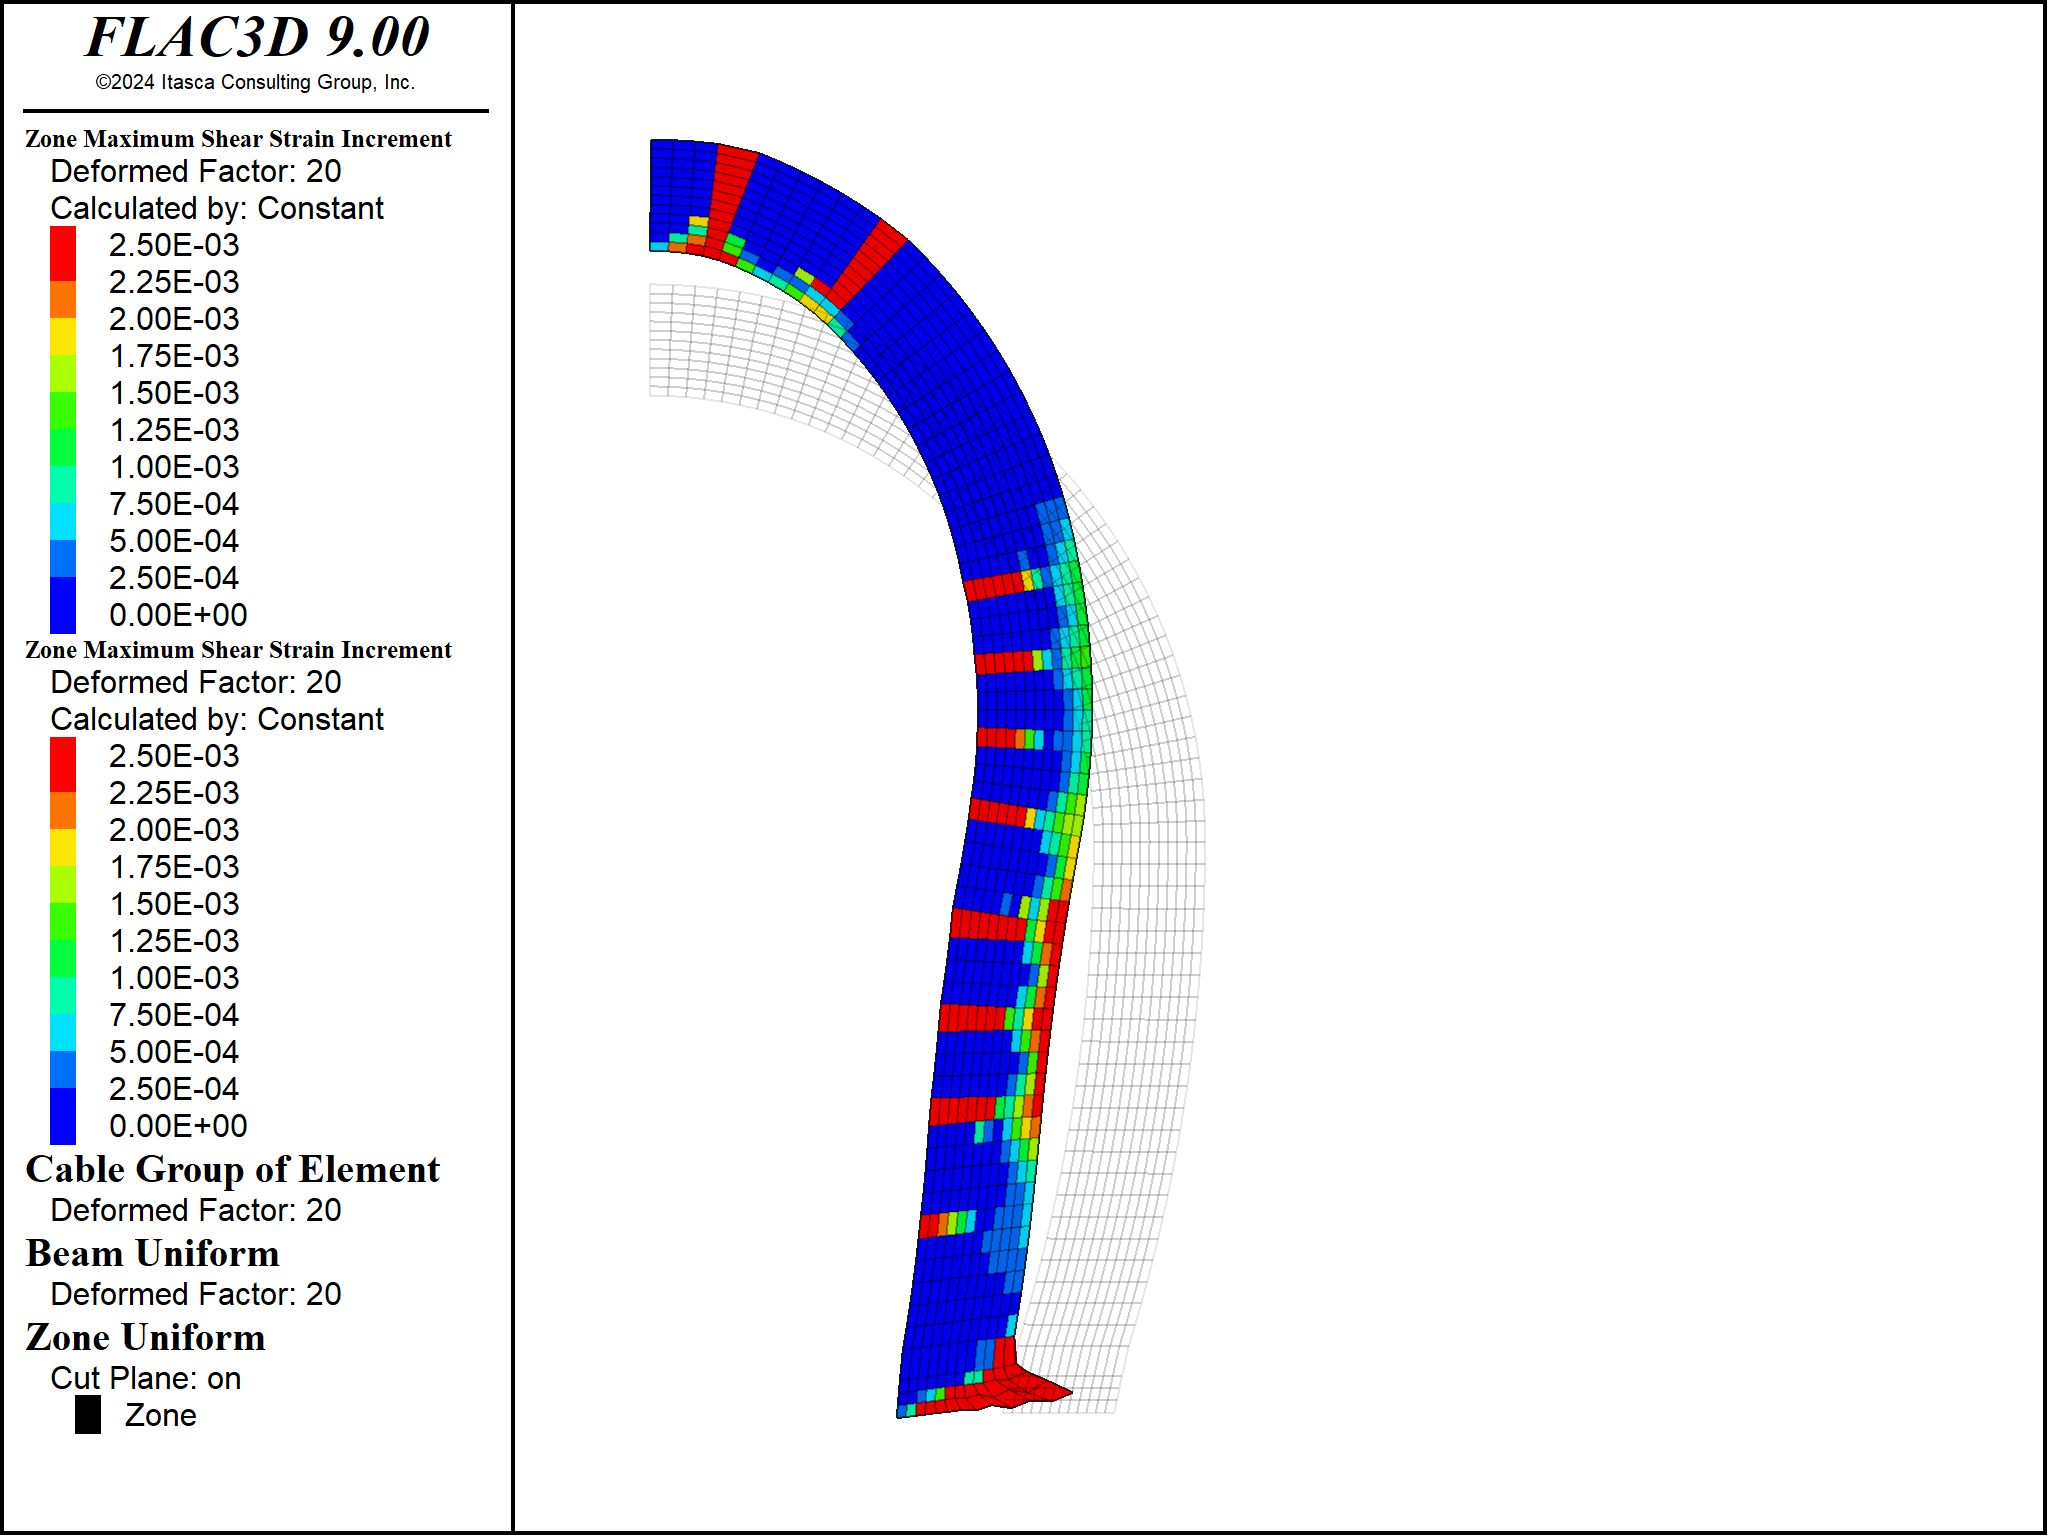 FLAC3D 9.00
©2024 Itasca Consulting Group, Inc.
Zone Maximum Shear Strain Increment
Deformed Factor: 20
Calculated by: Constant
2.50E-03
2.25E-03
2.00E-03
1.75E-03
1.50E-03
1.25E-03
1.00E-03
7.50E-04
5.00E-04
2.50E-04
0.00E+00
Zone Maximum Shear Strain Increment
Deformed Factor: 20
Calculated by: Constant
2.50E-03
2.25E-03
2.00E-03
1.75E-03
1.50E-03
1.25E-03
1.00E-03
7.50E-04
5.00E-04
2.50E-04
0.00E+00
Cable Group of Element
Deformed Factor: 20
Beam Uniform
Deformed Factor: 20
Zone Uniform
Cut Plane: on
Zone